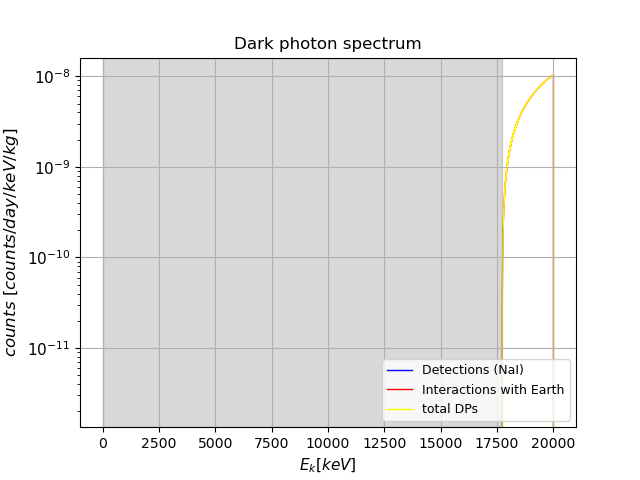 Dark photon spectrum
counts [counts/day/keV/kg]
10⁻⁸
10⁻⁹
10⁻¹⁰
10⁻¹¹
Detections (NaI)
Interactions with Earth
total DPs
0 2500 5000 7500 10000 12500 15000 17500 20000
E_k[keV]